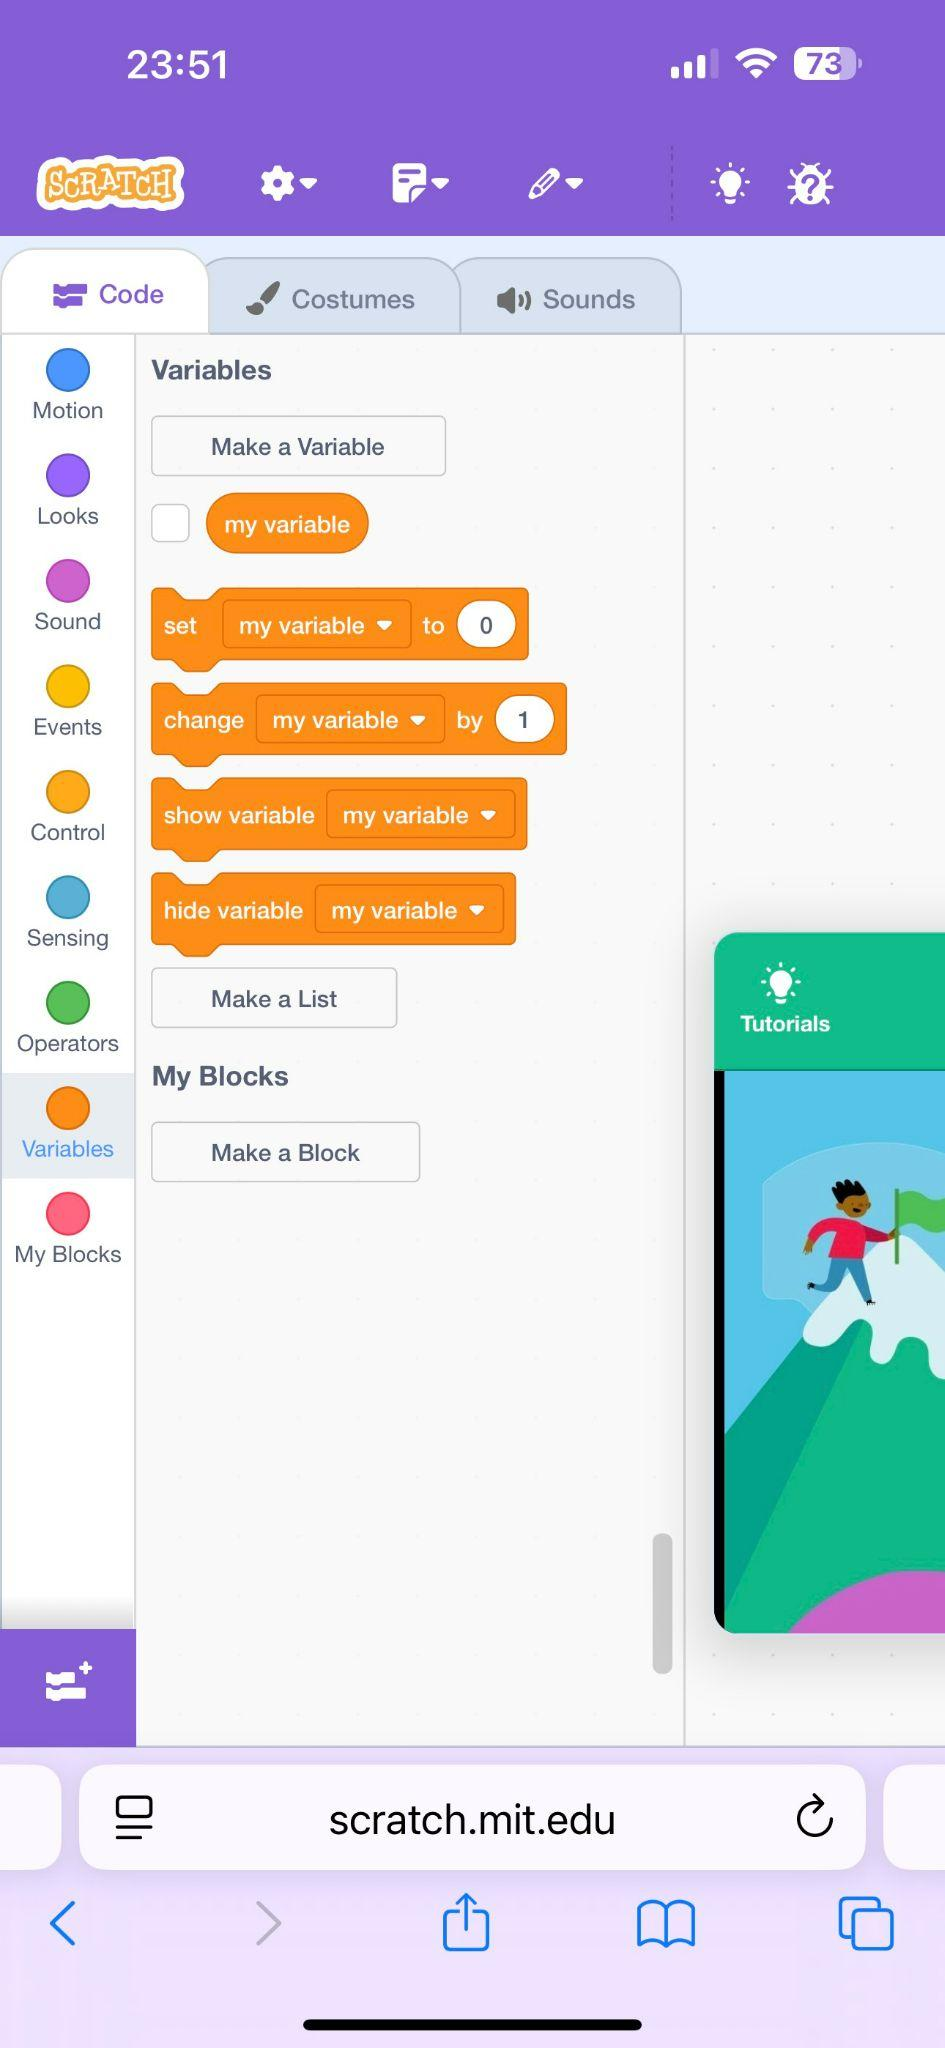 23:51
73
SCRATCH
Code
Costumes
Sounds
Motion
Looks
Sound
Events
Control
Sensing
Operators
Variables
My Blocks
Variables
Make a Variable
my variable
set my variable to 0
change my variable by 1
show variable my variable
hide variable my variable
Make a List
My Blocks
Make a Block
Tutorials
scratch.mit.edu